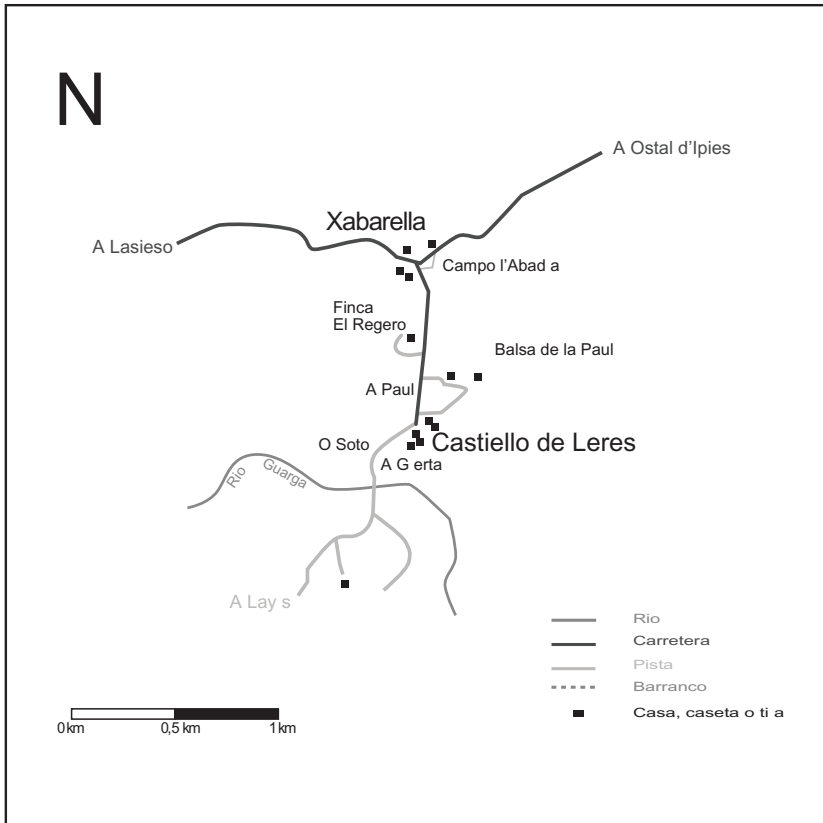 N
A Ostal d'Ipies
Xabarella
A Lasieso
Campo l'Abad a
Finca
El Regero
Balsa de la Paul
A Paul
O Soto
Castiello de Leres
A G erta
Rio Guarga
A Lay s
Rio
Carretera
Pista
Barranco
Casa, caseta o ti a
0 km 0,5 km 1 km